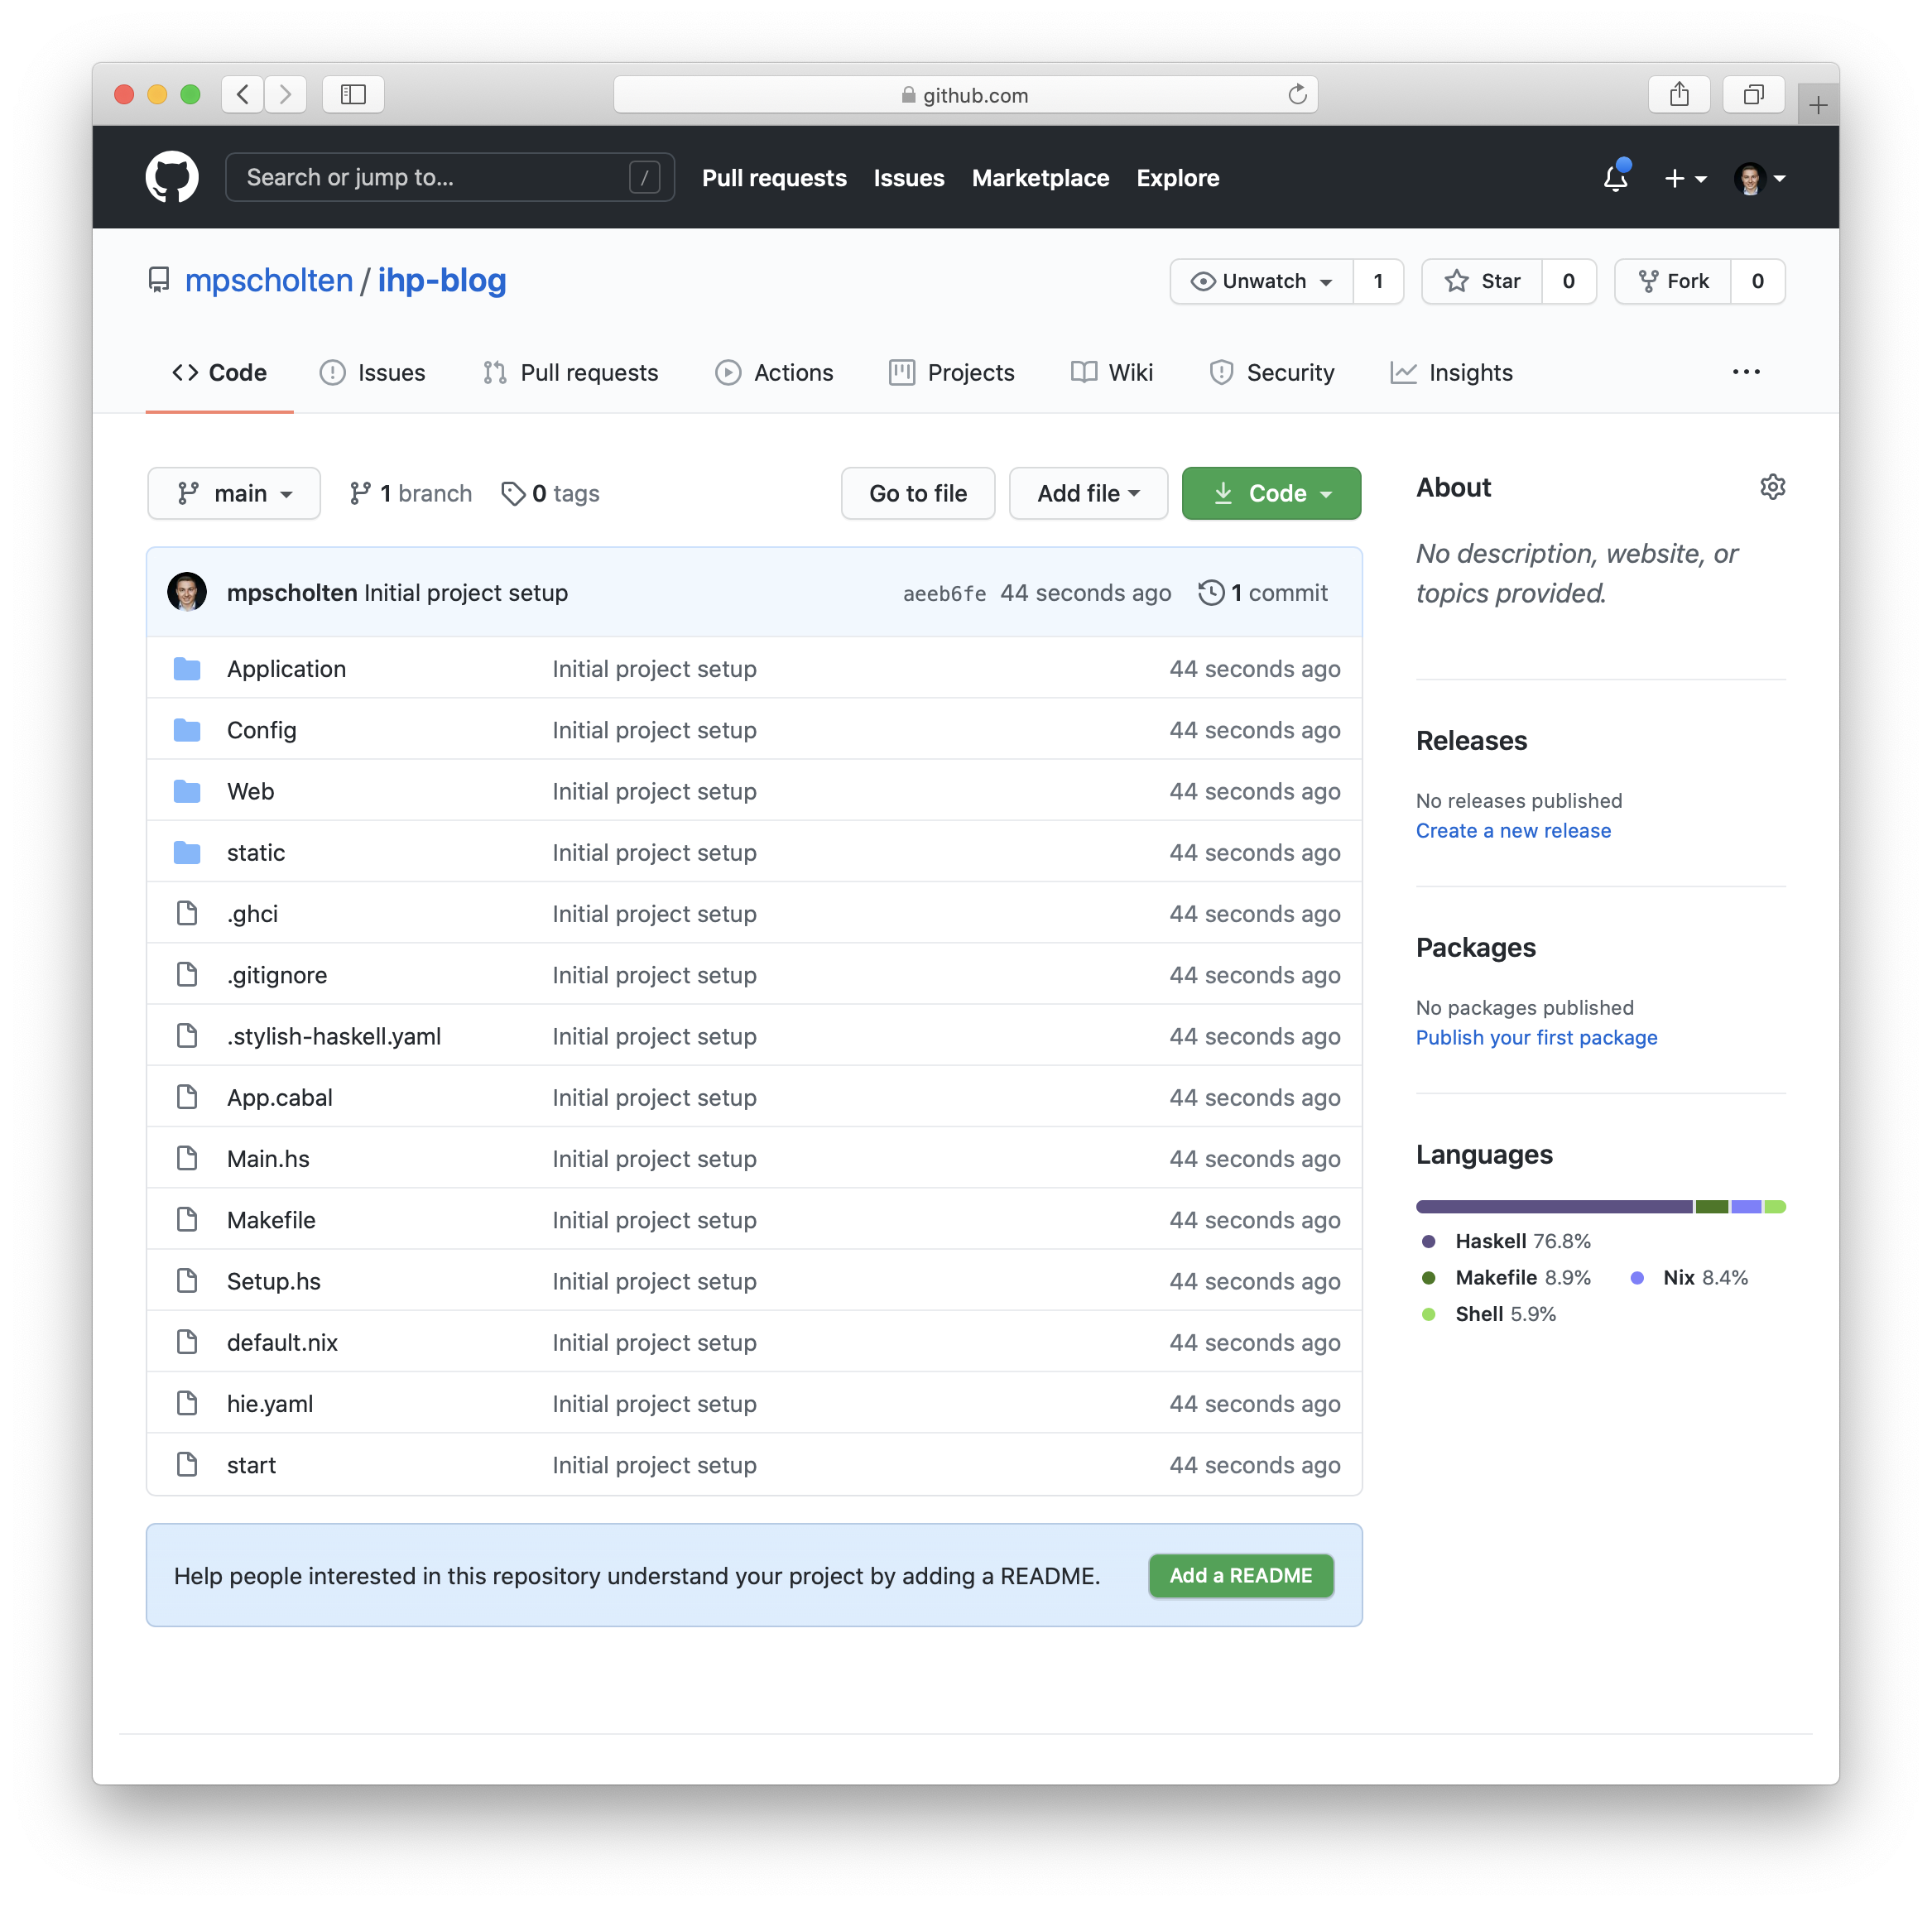 github.com
Search or jump to... / Pull requests Issues Marketplace Explore
mpscholten / ihp-blog Unwatch 1 Star 0 Fork 0
Code Issues Pull requests Actions Projects Wiki Security Insights
main 1 branch 0 tags Go to file Add file Code
mpscholten Initial project setup aeeb6fe 44 seconds ago 1 commit
Application Initial project setup 44 seconds ago
Config Initial project setup 44 seconds ago
Web Initial project setup 44 seconds ago
static Initial project setup 44 seconds ago
.ghci Initial project setup 44 seconds ago
.gitignore Initial project setup 44 seconds ago
.stylish-haskell.yaml Initial project setup 44 seconds ago
App.cabal Initial project setup 44 seconds ago
Main.hs Initial project setup 44 seconds ago
Makefile Initial project setup 44 seconds ago
Setup.hs Initial project setup 44 seconds ago
default.nix Initial project setup 44 seconds ago
hie.yaml Initial project setup 44 seconds ago
start Initial project setup 44 seconds ago
Help people interested in this repository understand your project by adding a README. Add a README
About
No description, website, or
topics provided.
Releases
No releases published
Create a new release
Packages
No packages published
Publish your first package
Languages
Haskell 76.8%
Makefile 8.9% Nix 8.4%
Shell 5.9%